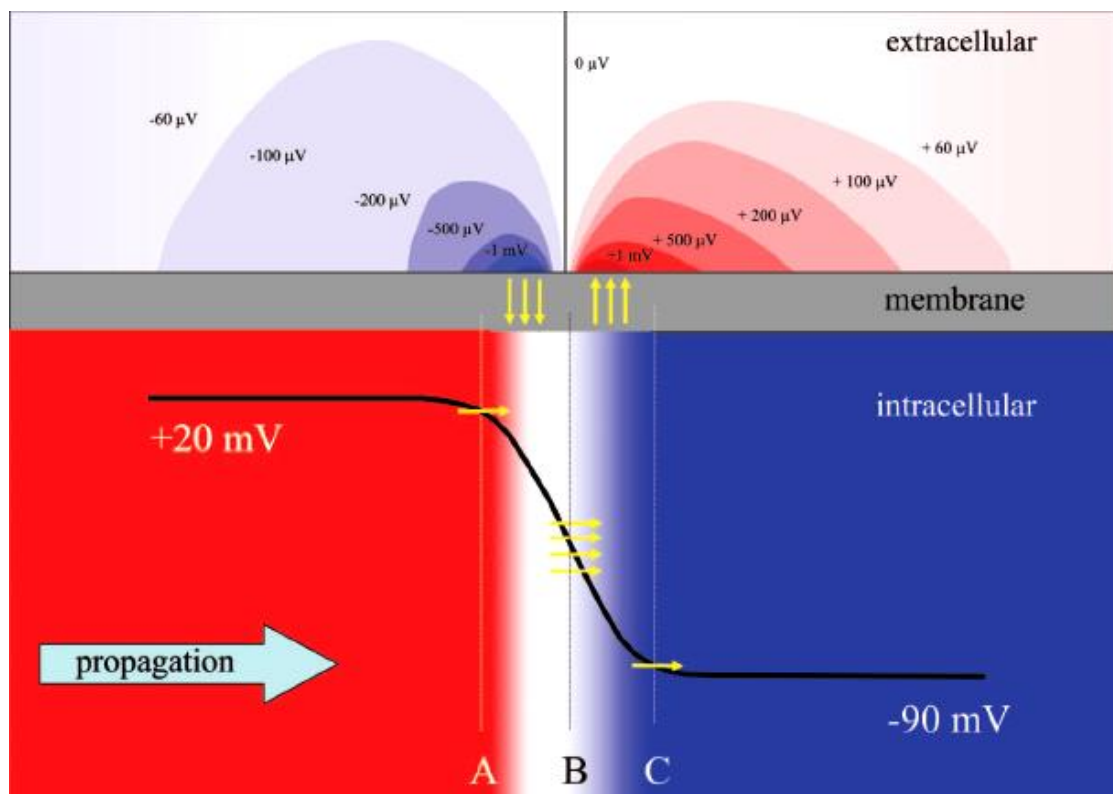 extracellular
0 µV
-60 µV
-100 µV
-200 µV
-500 µV
-1 mV
+ 60 µV
+ 100 µV
+ 200 µV
+ 500 µV
+1 mV
membrane
intracellular
+20 mV
propagation
-90 mV
A B C